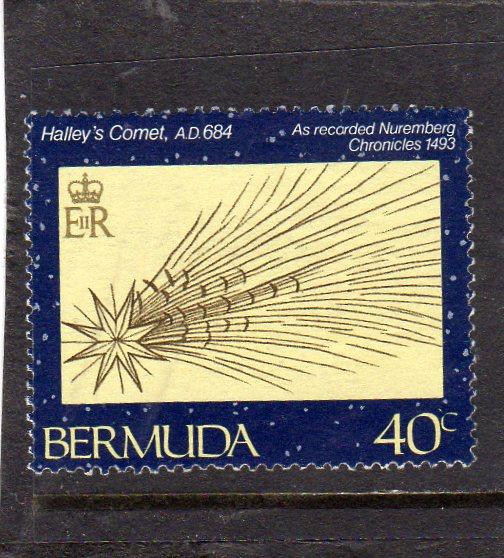 Halley's Comet, A.D. 684
As recorded Nuremberg
Chronicles 1493
EIIR
BERMUDA 40c